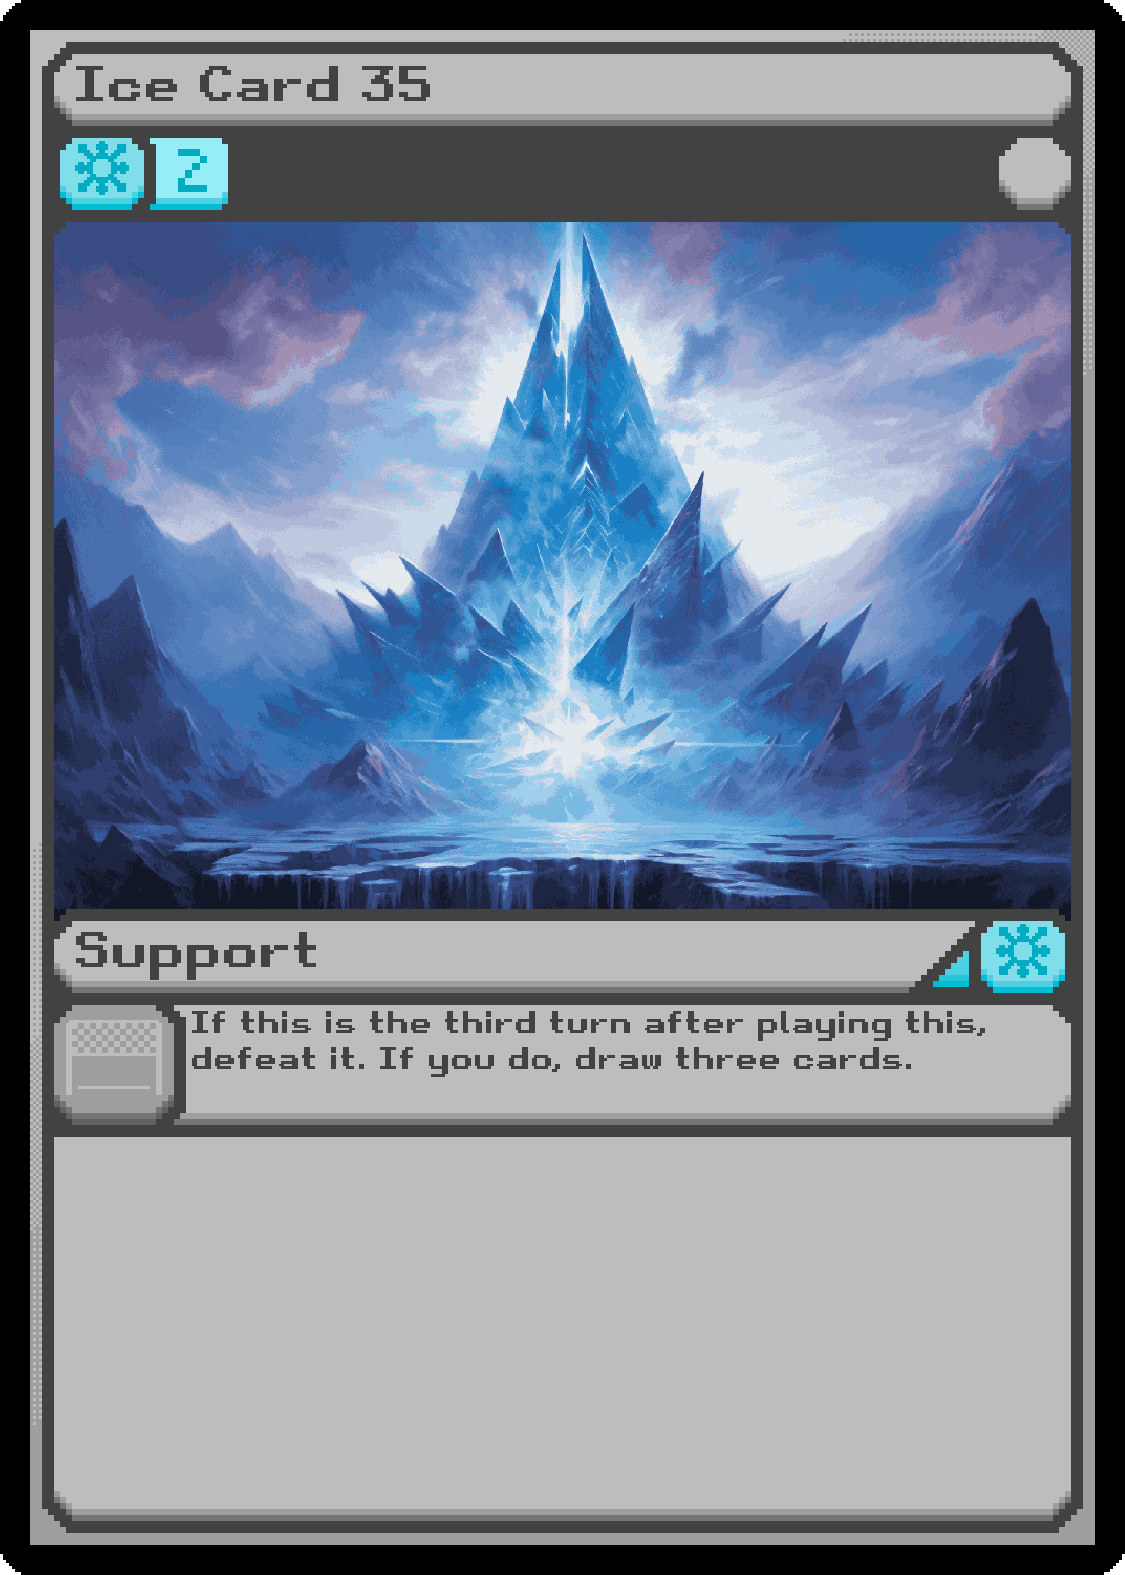 Ice Card 35
2
Support
If this is the third turn after playing this,
defeat it. If you do, draw three cards.